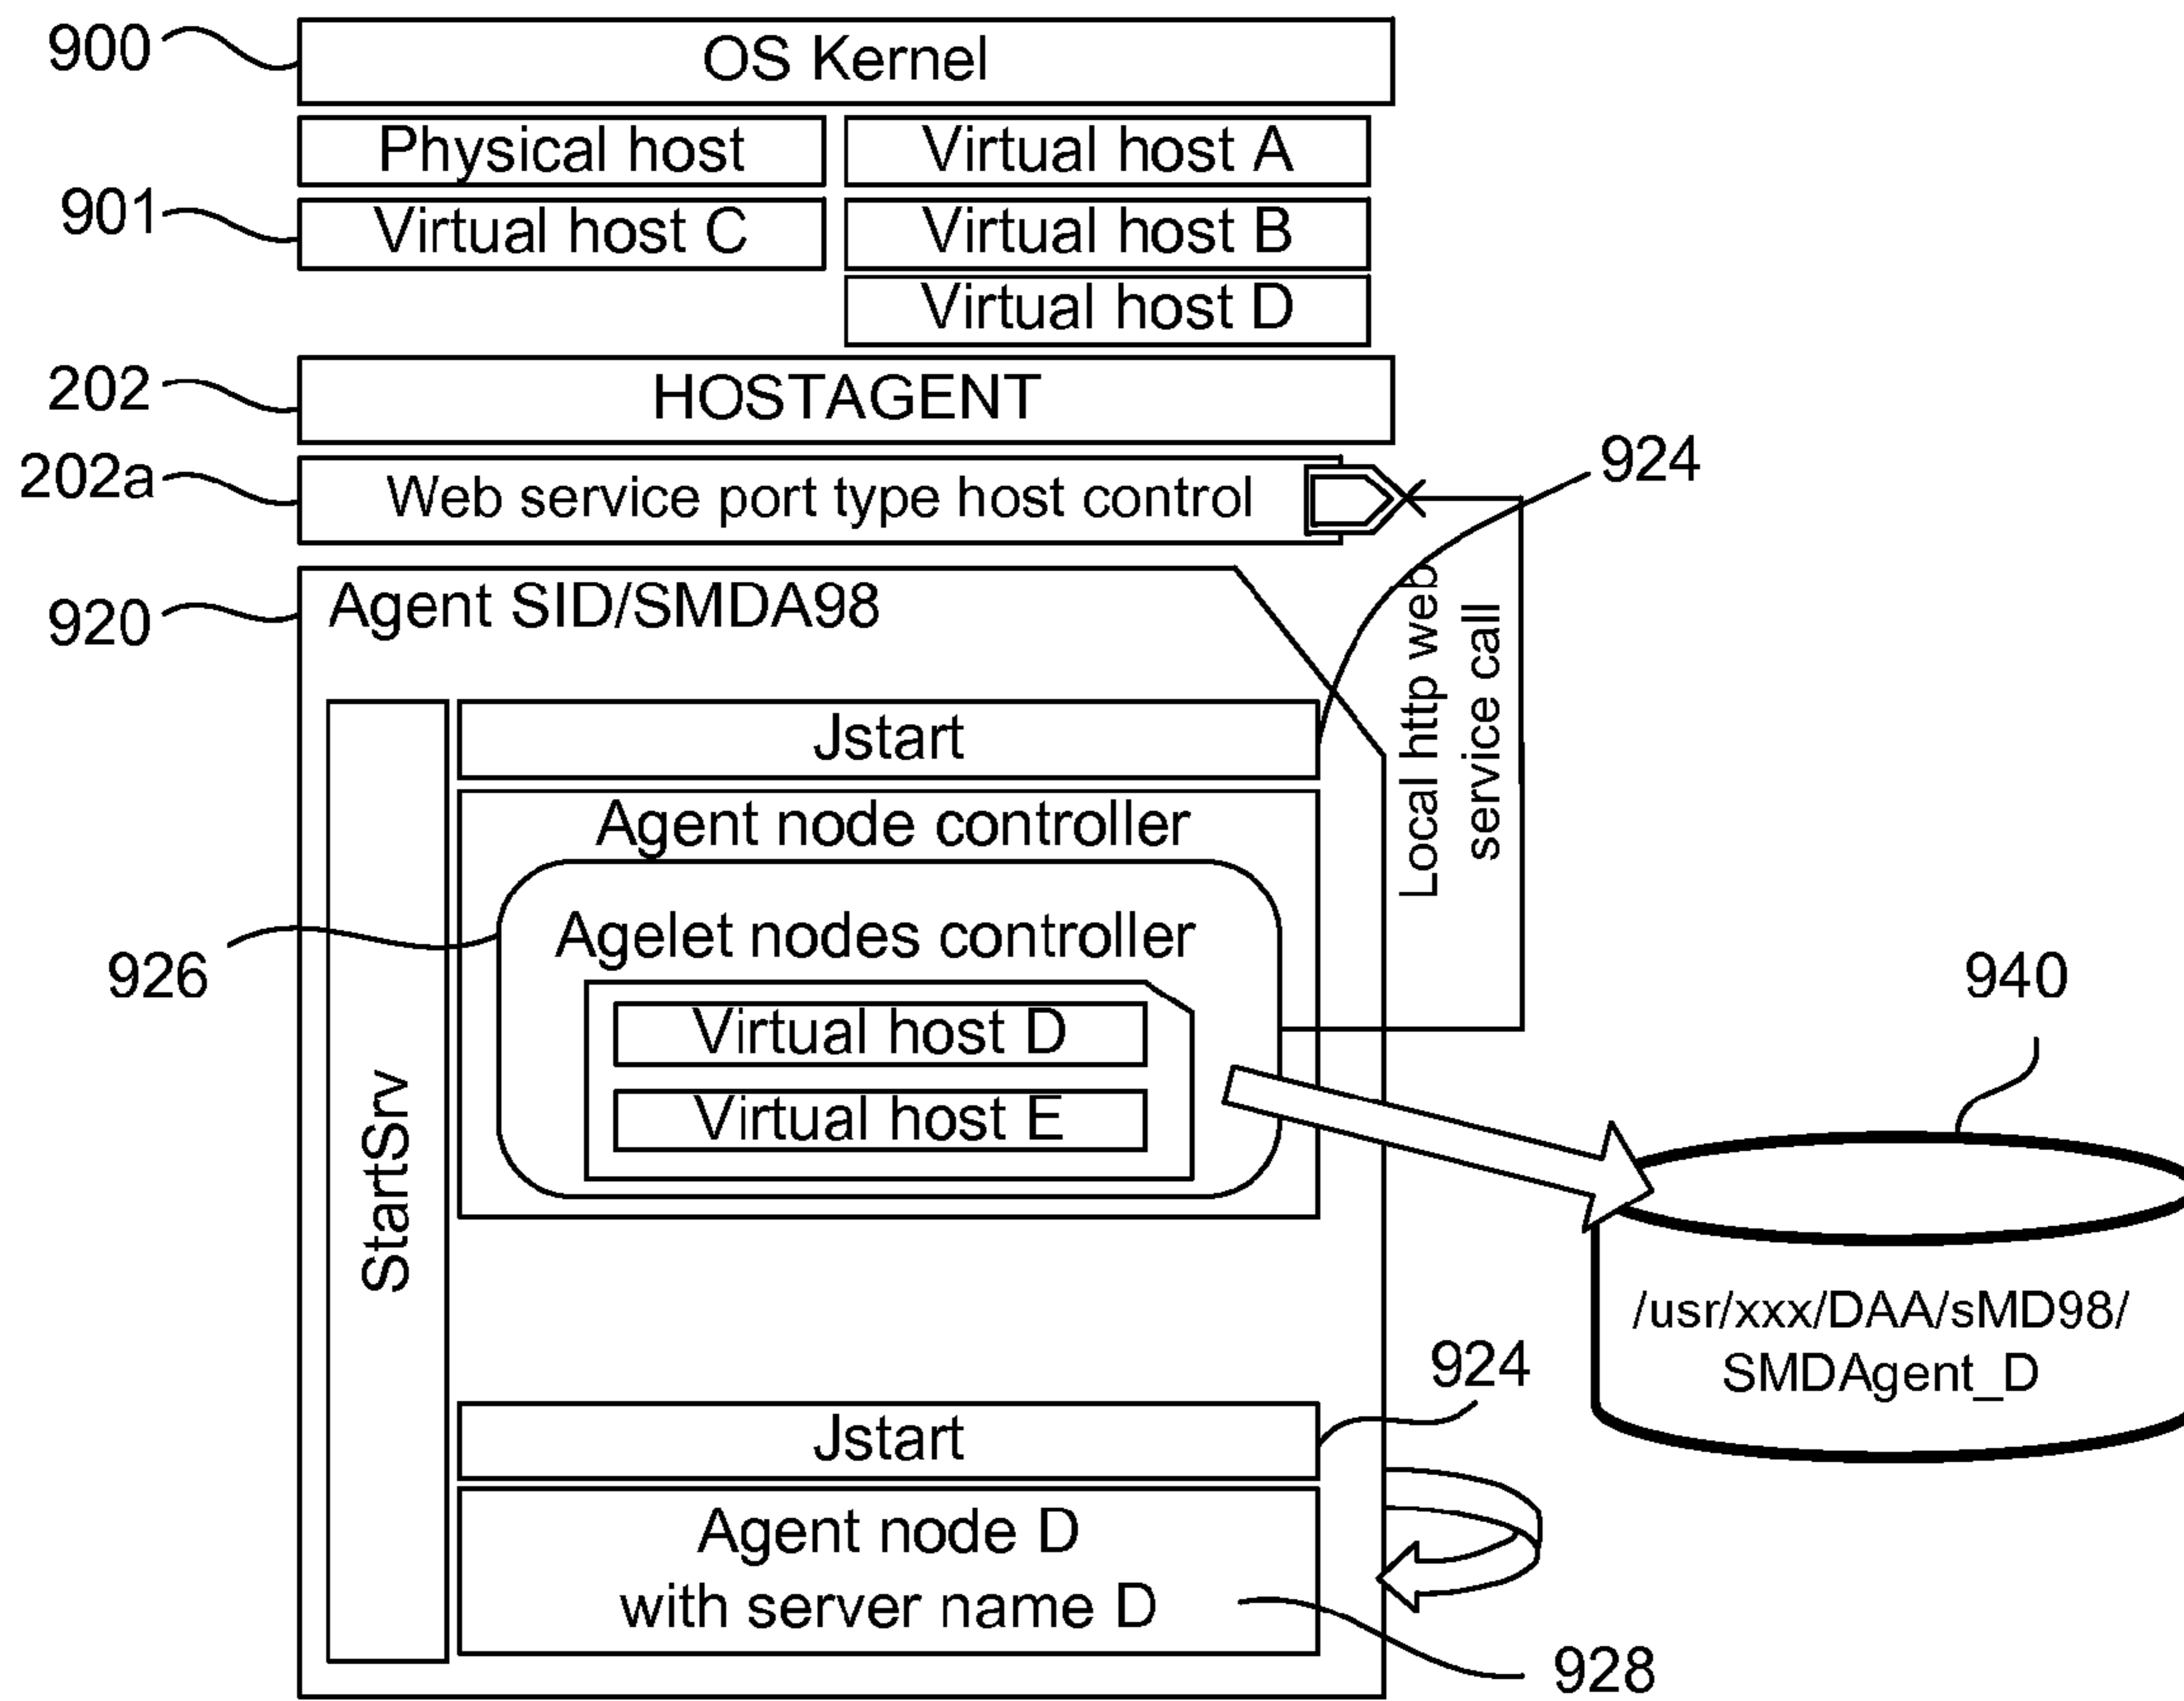 900
OS Kernel
Physical host
Virtual host A
901
Virtual host C
Virtual host B
Virtual host D
202
HOSTAGENT
202a
Web service port type host control
924
920
Agent SID/SMDA98
Local http web
service call
Jstart
Agent node controller
Agelet nodes controller
926
940
Virtual host D
Virtual host E
StartSrv
/usr/xxx/DAA/sMD98/
SMDAgent_D
924
Jstart
Agent node D
with server name D
928